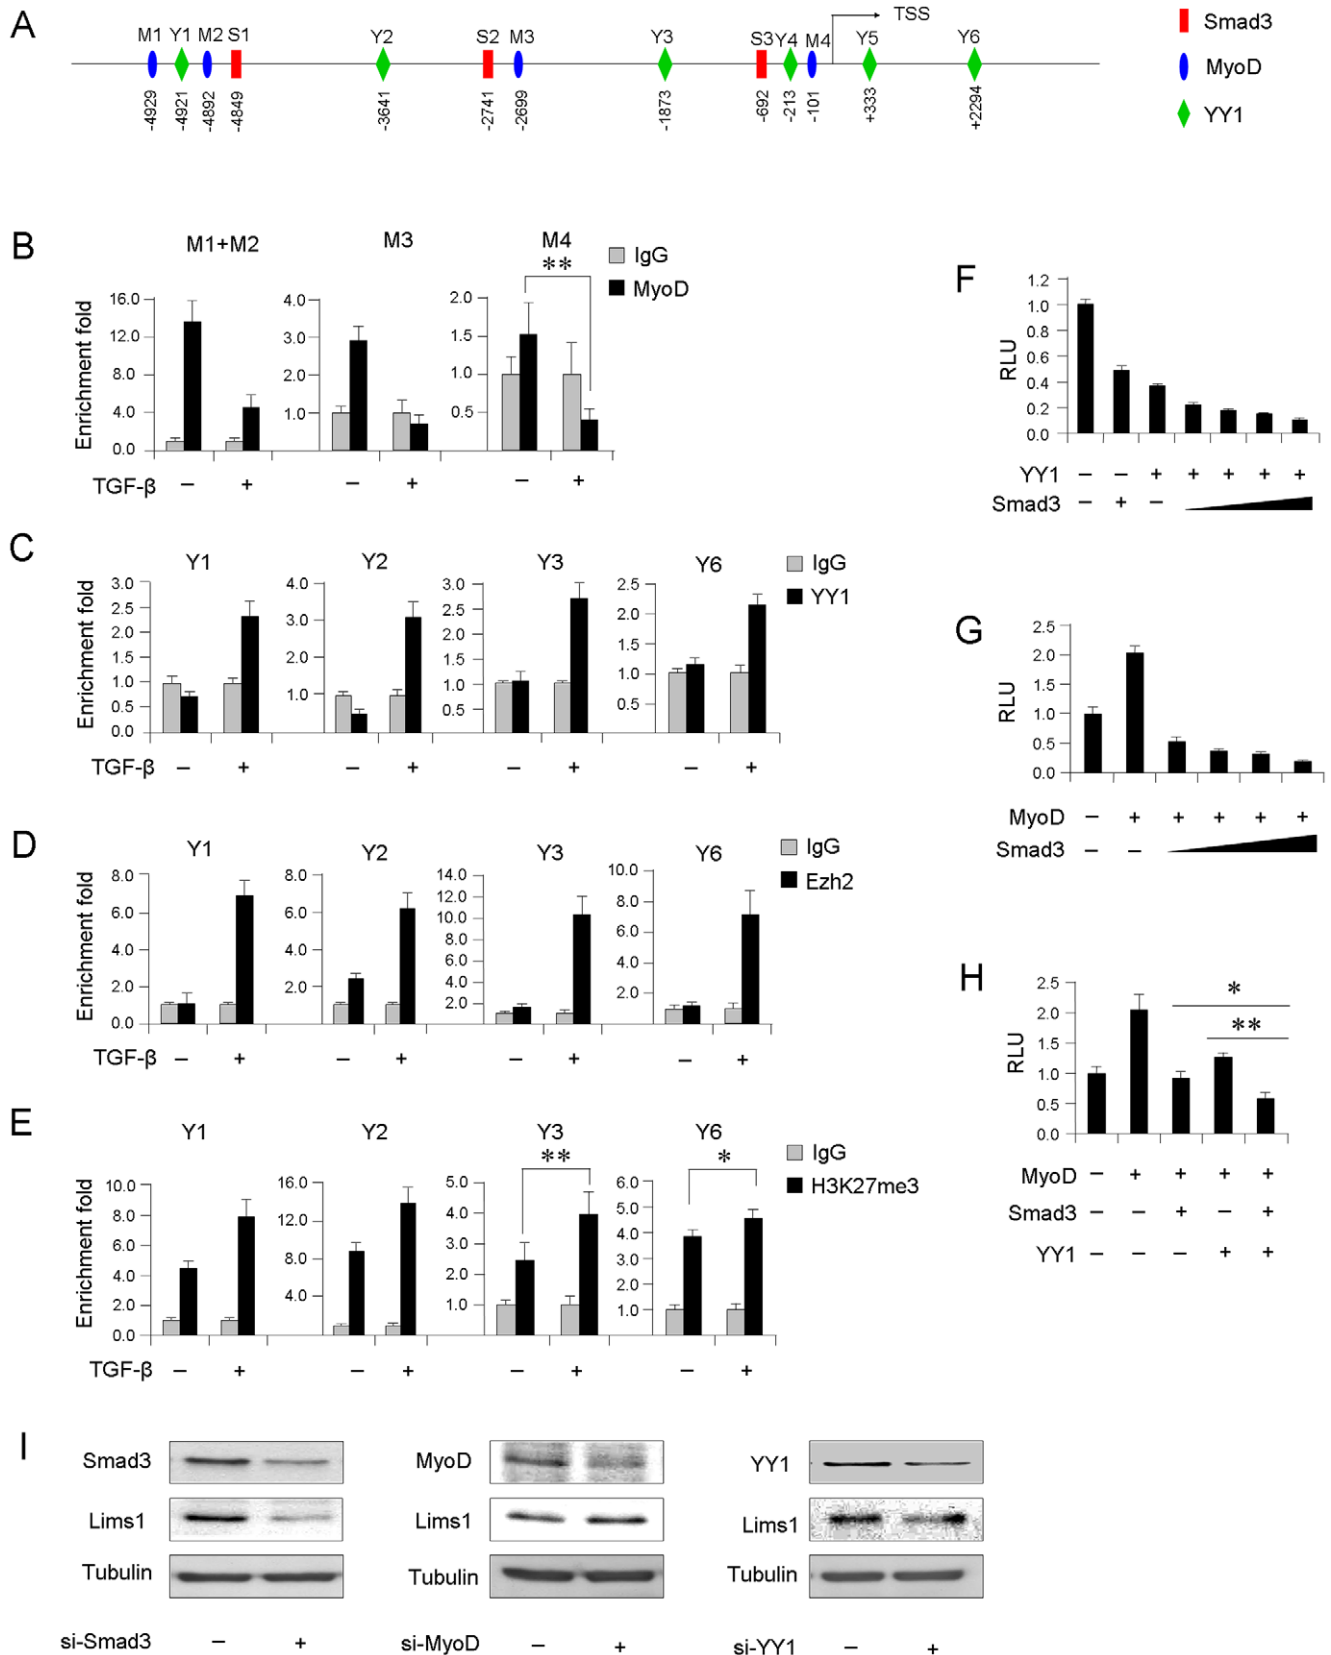 A
TSS
M1 Y1 M2 S1 Y2 S2 M3 Y3 S3 Y4 M4 Y5 Y6
-4929 -4921 -4892 -4849 -3641 -2741 -2699 -1873 -692 -213 -101 +333 +2294
Smad3
MyoD
YY1
B
M1+M2 M3 M4
**
IgG
MyoD
Enrichment fold
16.0 12.0 8.0 4.0 0.0
4.0 3.0 2.0 1.0
2.0 1.5 1.0 0.5
TGF-β – + – + – +
C
Y1 Y2 Y3 Y6
IgG
YY1
Enrichment fold
3.0 2.5 2.0 1.5 1.0 0.5 0.0
4.0 3.0 2.0 1.0
3.0 2.5 2.0 1.5 1.0 0.5
2.5 2.0 1.5 1.0 0.5
TGF-β – + – + – + – +
D
Y1 Y2 Y3 Y6
IgG
Ezh2
Enrichment fold
8.0 6.0 4.0 2.0 0.0
8.0 6.0 4.0 2.0
14.0 12.0 10.0 8.0 6.0 4.0 2.0
10.0 8.0 6.0 4.0 2.0
TGF-β – + – + – + – +
E
Y1 Y2 Y3 Y6
** *
IgG
H3K27me3
Enrichment fold
10.0 8.0 6.0 4.0 2.0 0.0
16.0 12.0 8.0 4.0
5.0 4.0 3.0 2.0 1.0
6.0 5.0 4.0 3.0 2.0 1.0
TGF-β – + – + – + – +
F
RLU
1.2 1.0 0.8 0.6 0.4 0.2 0.0
YY1 – – + + + + +
Smad3 – + –
G
RLU
2.5 2.0 1.5 1.0 0.5 0.0
MyoD – + + + + +
Smad3 – –
H
RLU
2.5 2.0 1.5 1.0 0.5 0.0
*
**
MyoD – + + + +
Smad3 – – + – +
YY1 – – – + +
I
Smad3 MyoD YY1
Lims1 Lims1 Lims1
Tubulin Tubulin Tubulin
si-Smad3 – + si-MyoD – + si-YY1 – +